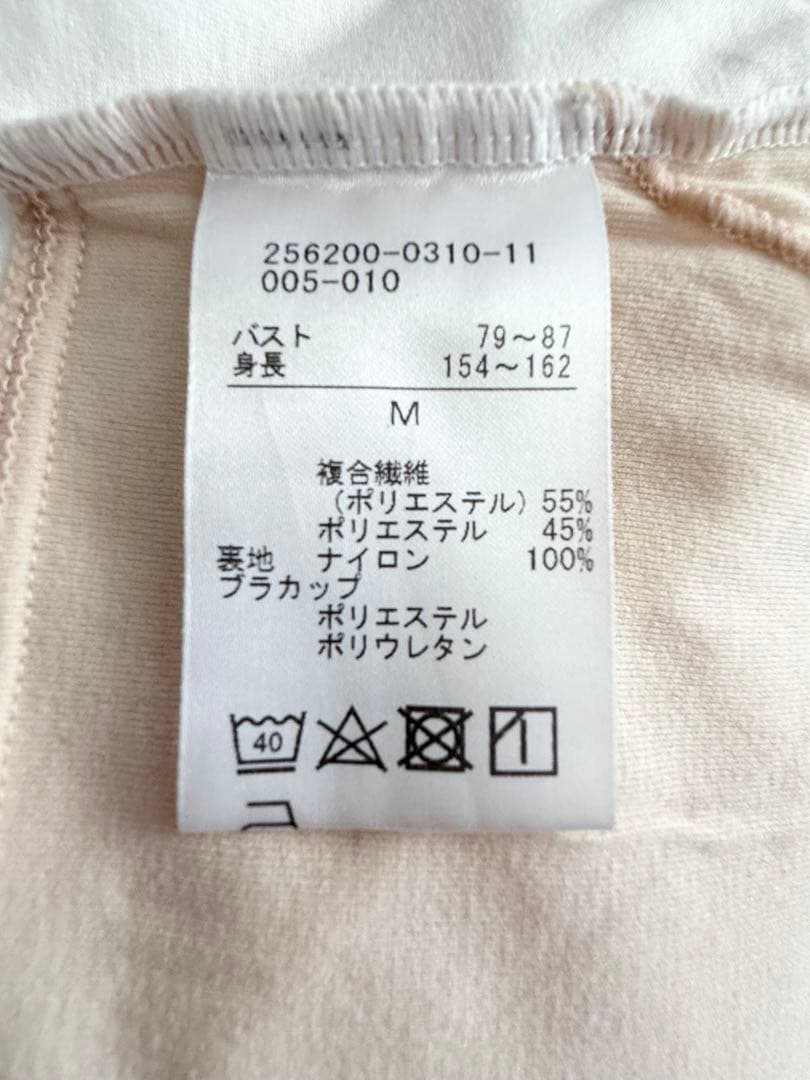 256200-0310-11
005-010
バスト 79～87
身長 154～162
M
複合繊維
（ポリエステル）55%
ポリエステル 45%
裏地 ナイロン 100%
ブラカップ
ポリエステル
ポリウレタン
40